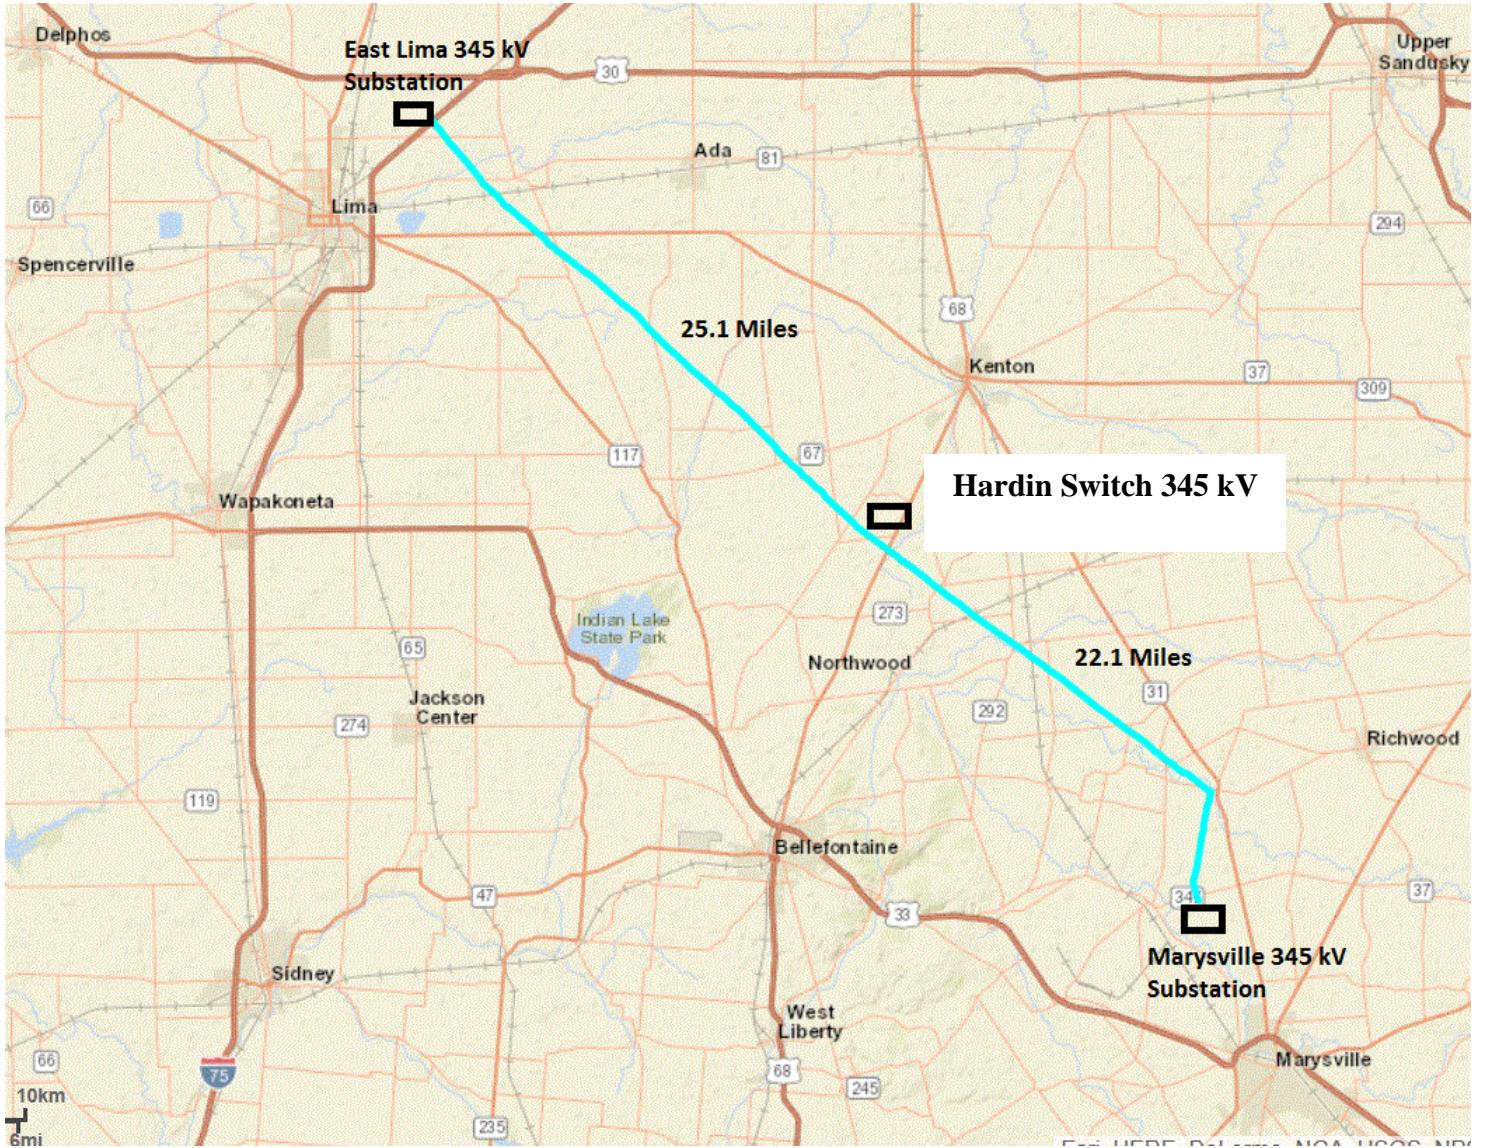 Delphos
East Lima 345 kV
Substation
30
Upper
Sandusky
Ada
81
66
Lima
294
Spencerville
68
25.1 Miles
Kenton
37
309
117
67
Hardin Switch 345 kV
Wapakoneta
Indian Lake
State Park
273
65
Northwood
22.1 Miles
Jackson
Center
31
292
274
Richwood
119
Bellefontaine
47
34
37
33
Marysville 345 kV
Substation
Sidney
West
Liberty
66
75
68
Marysville
245
10km
235
6mi